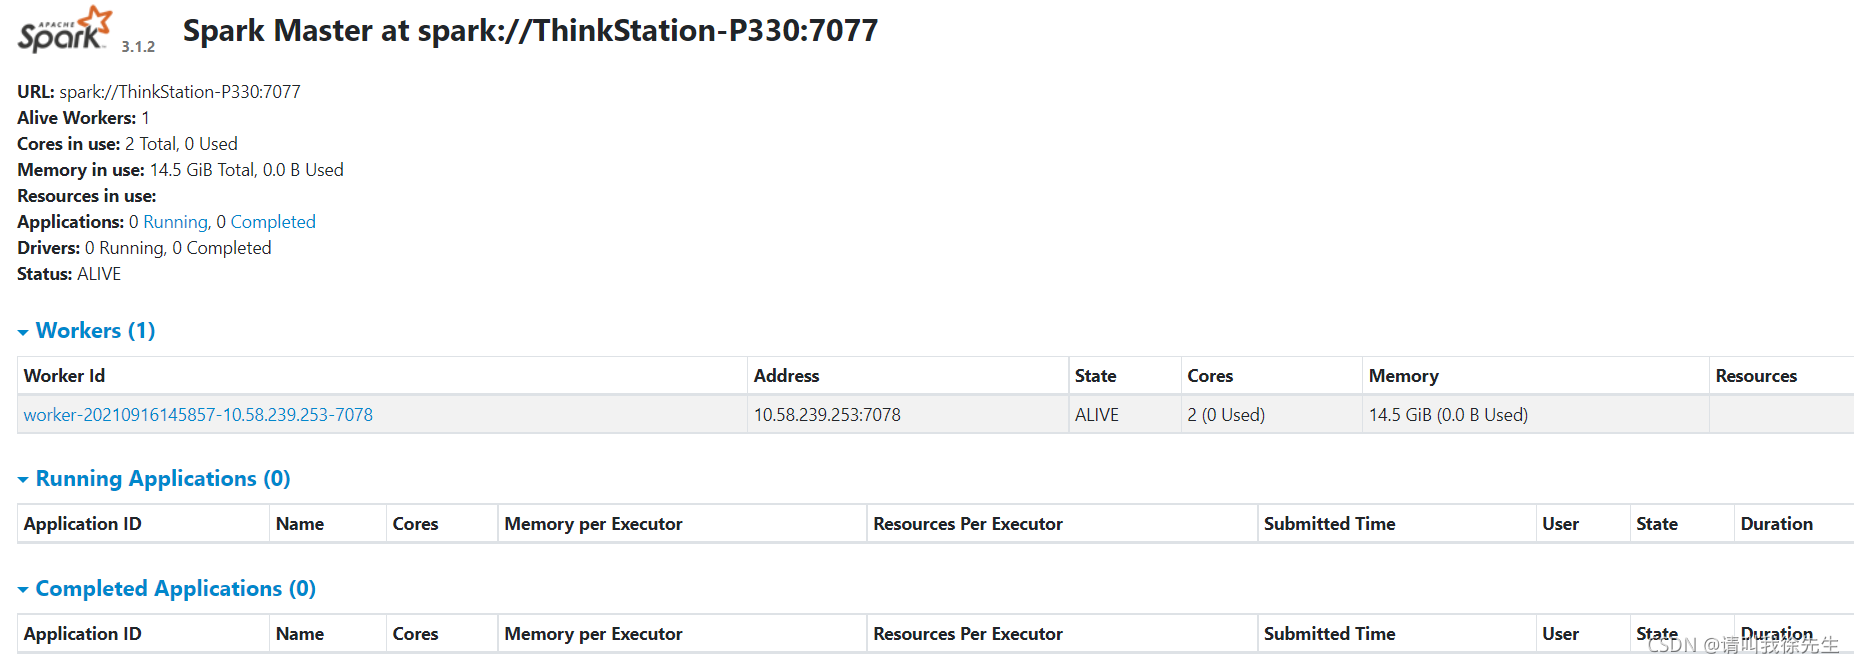 APACHE
Spark 3.1.2 Spark Master at spark://ThinkStation-P330:7077
URL: spark://ThinkStation-P330:7077
Alive Workers: 1
Cores in use: 2 Total, 0 Used
Memory in use: 14.5 GiB Total, 0.0 B Used
Resources in use:
Applications: 0 Running, 0 Completed
Drivers: 0 Running, 0 Completed
Status: ALIVE
Workers (1)
Worker Id Address State Cores Memory Resources
worker-20210916145857-10.58.239.253-7078 10.58.239.253:7078 ALIVE 2 (0 Used) 14.5 GiB (0.0 B Used)
Running Applications (0)
Application ID Name Cores Memory per Executor Resources Per Executor Submitted Time User State Duration
Completed Applications (0)
Application ID Name Cores Memory per Executor Resources Per Executor Submitted Time User State Duration
CSDN @请叫我徐先生